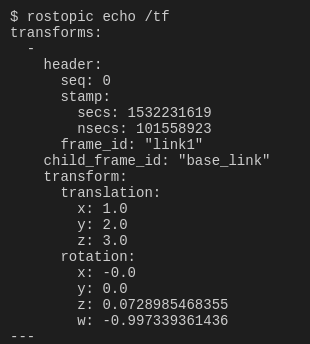 $ rostopic echo /tf
transforms:
  -
    header:
      seq: 0
      stamp:
        secs: 1532231619
        nsecs: 101558923
      frame_id: "link1"
    child_frame_id: "base_link"
    transform:
      translation:
        x: 1.0
        y: 2.0
        z: 3.0
      rotation:
        x: -0.0
        y: 0.0
        z: 0.0728985468355
        w: -0.997339361436
---